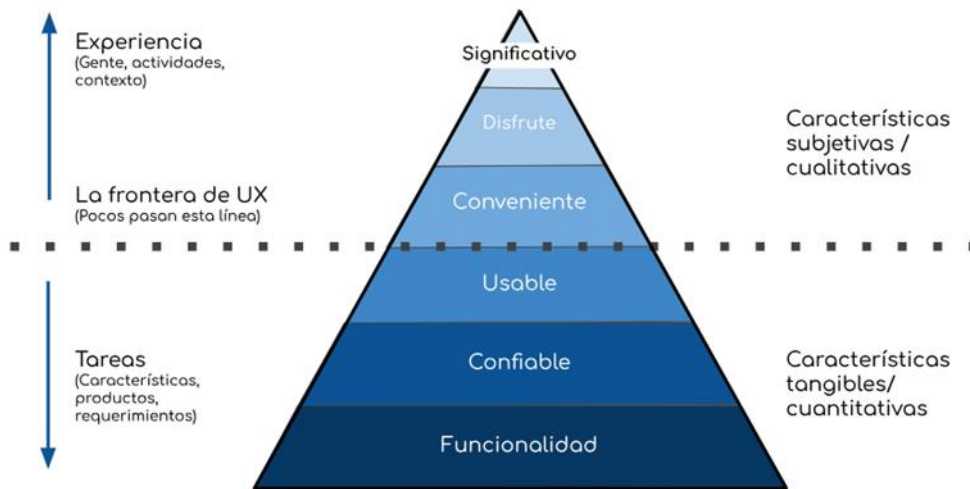 Experiencia
(Gente, actividades,
contexto)
La frontera de UX
(Pocos pasan esta línea)
Tareas
(Características,
productos,
requerimientos)
Significativo
Disfrute
Conveniente
Usable
Confiable
Funcionalidad
Características
subjetivas /
cualitativas
Características
tangibles/
cuantitativas